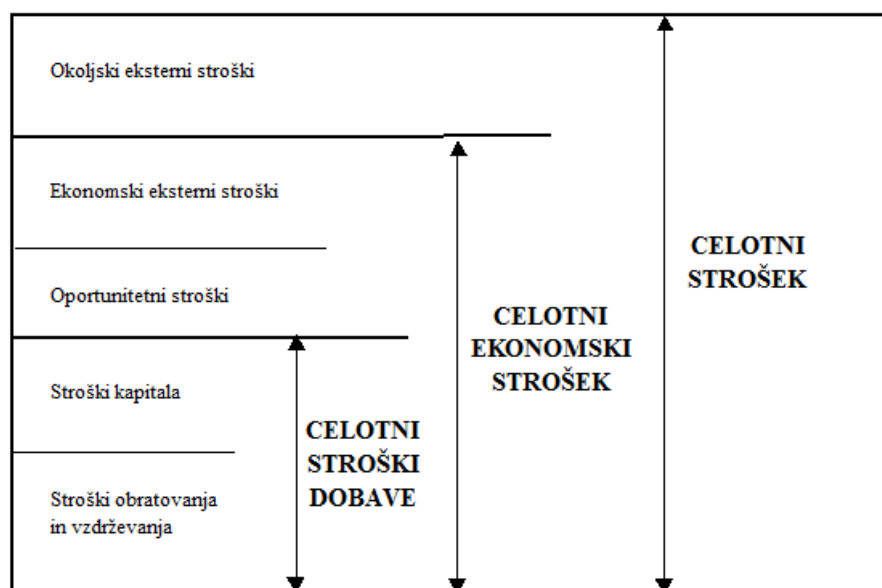 Okoljski eksterni stroški
Ekonomski eksterni stroški
Oportunitetni stroški
Stroški kapitala
Stroški obratovanja
in vzdrževanja
CELOTNI
STROŠKI
DOBAVE
CELOTNI
EKONOMSKI
STROŠEK
CELOTNI
STROŠEK